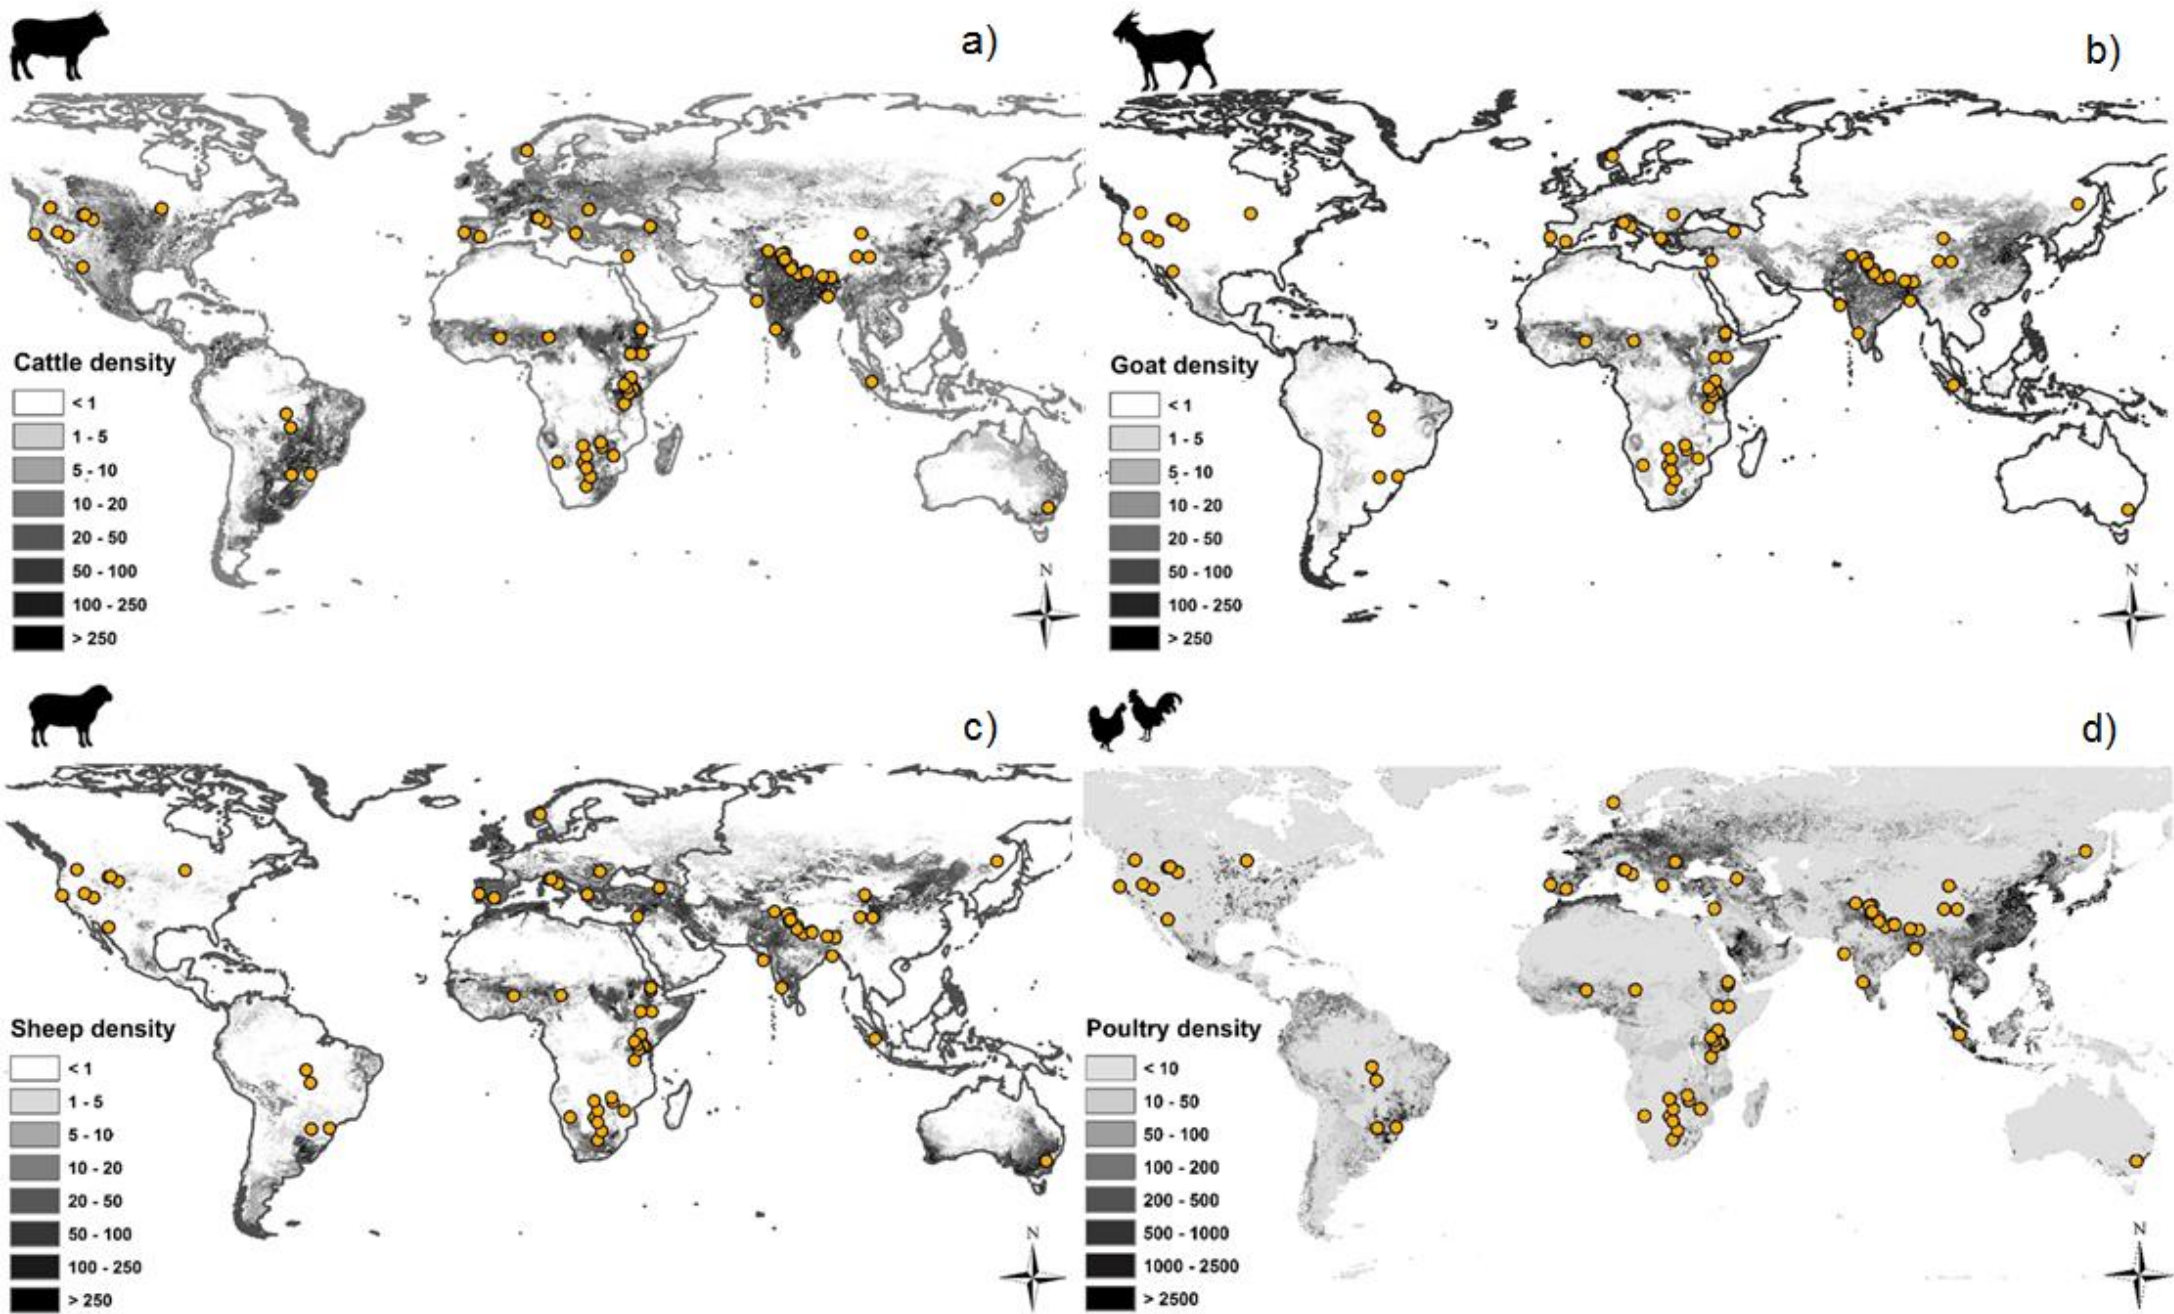 a)
Cattle density
< 1
1 - 5
5 - 10
10 - 20
20 - 50
50 - 100
100 - 250
> 250
N
b)
Goat density
< 1
1 - 5
5 - 10
10 - 20
20 - 50
50 - 100
100 - 250
> 250
N
c)
Sheep density
< 1
1 - 5
5 - 10
10 - 20
20 - 50
50 - 100
100 - 250
> 250
N
d)
Poultry density
< 10
10 - 50
50 - 100
100 - 200
200 - 500
500 - 1000
1000 - 2500
> 2500
N